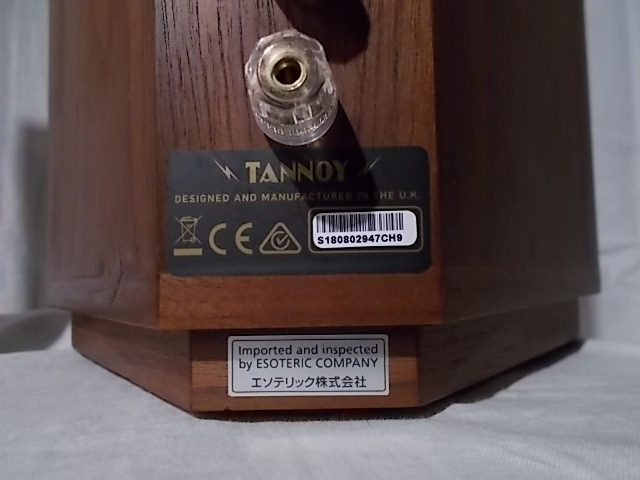 TANNOY
DESIGNED AND MANUFACTURED IN THE U.K.
CE
S180802947CH9
Imported and inspected
by ESOTERIC COMPANY
エソテリック株式会社